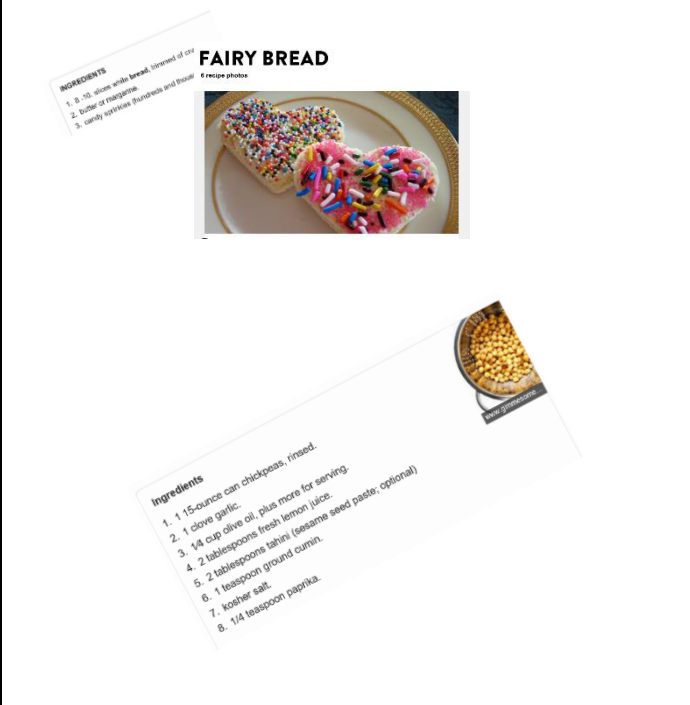 INGREDIENTS
1. 8 -10, slices white bread, trimmed of
2. butter or margarine.
3. candy sprinkles (hundreds and
FAIRY BREAD
6 recipe photos
www.gimmesome...
Ingredients
1. 1 15-ounce can chickpeas, rinsed.
2. 1 clove garlic.
3. 1/4 cup olive oil, plus more for serving.
4. 2 tablespoons fresh lemon juice.
5. 2 tablespoons tahini (sesame seed paste; optional)
6. 1 teaspoon ground cumin.
7. kosher salt.
8. 1/4 teaspoon paprika.